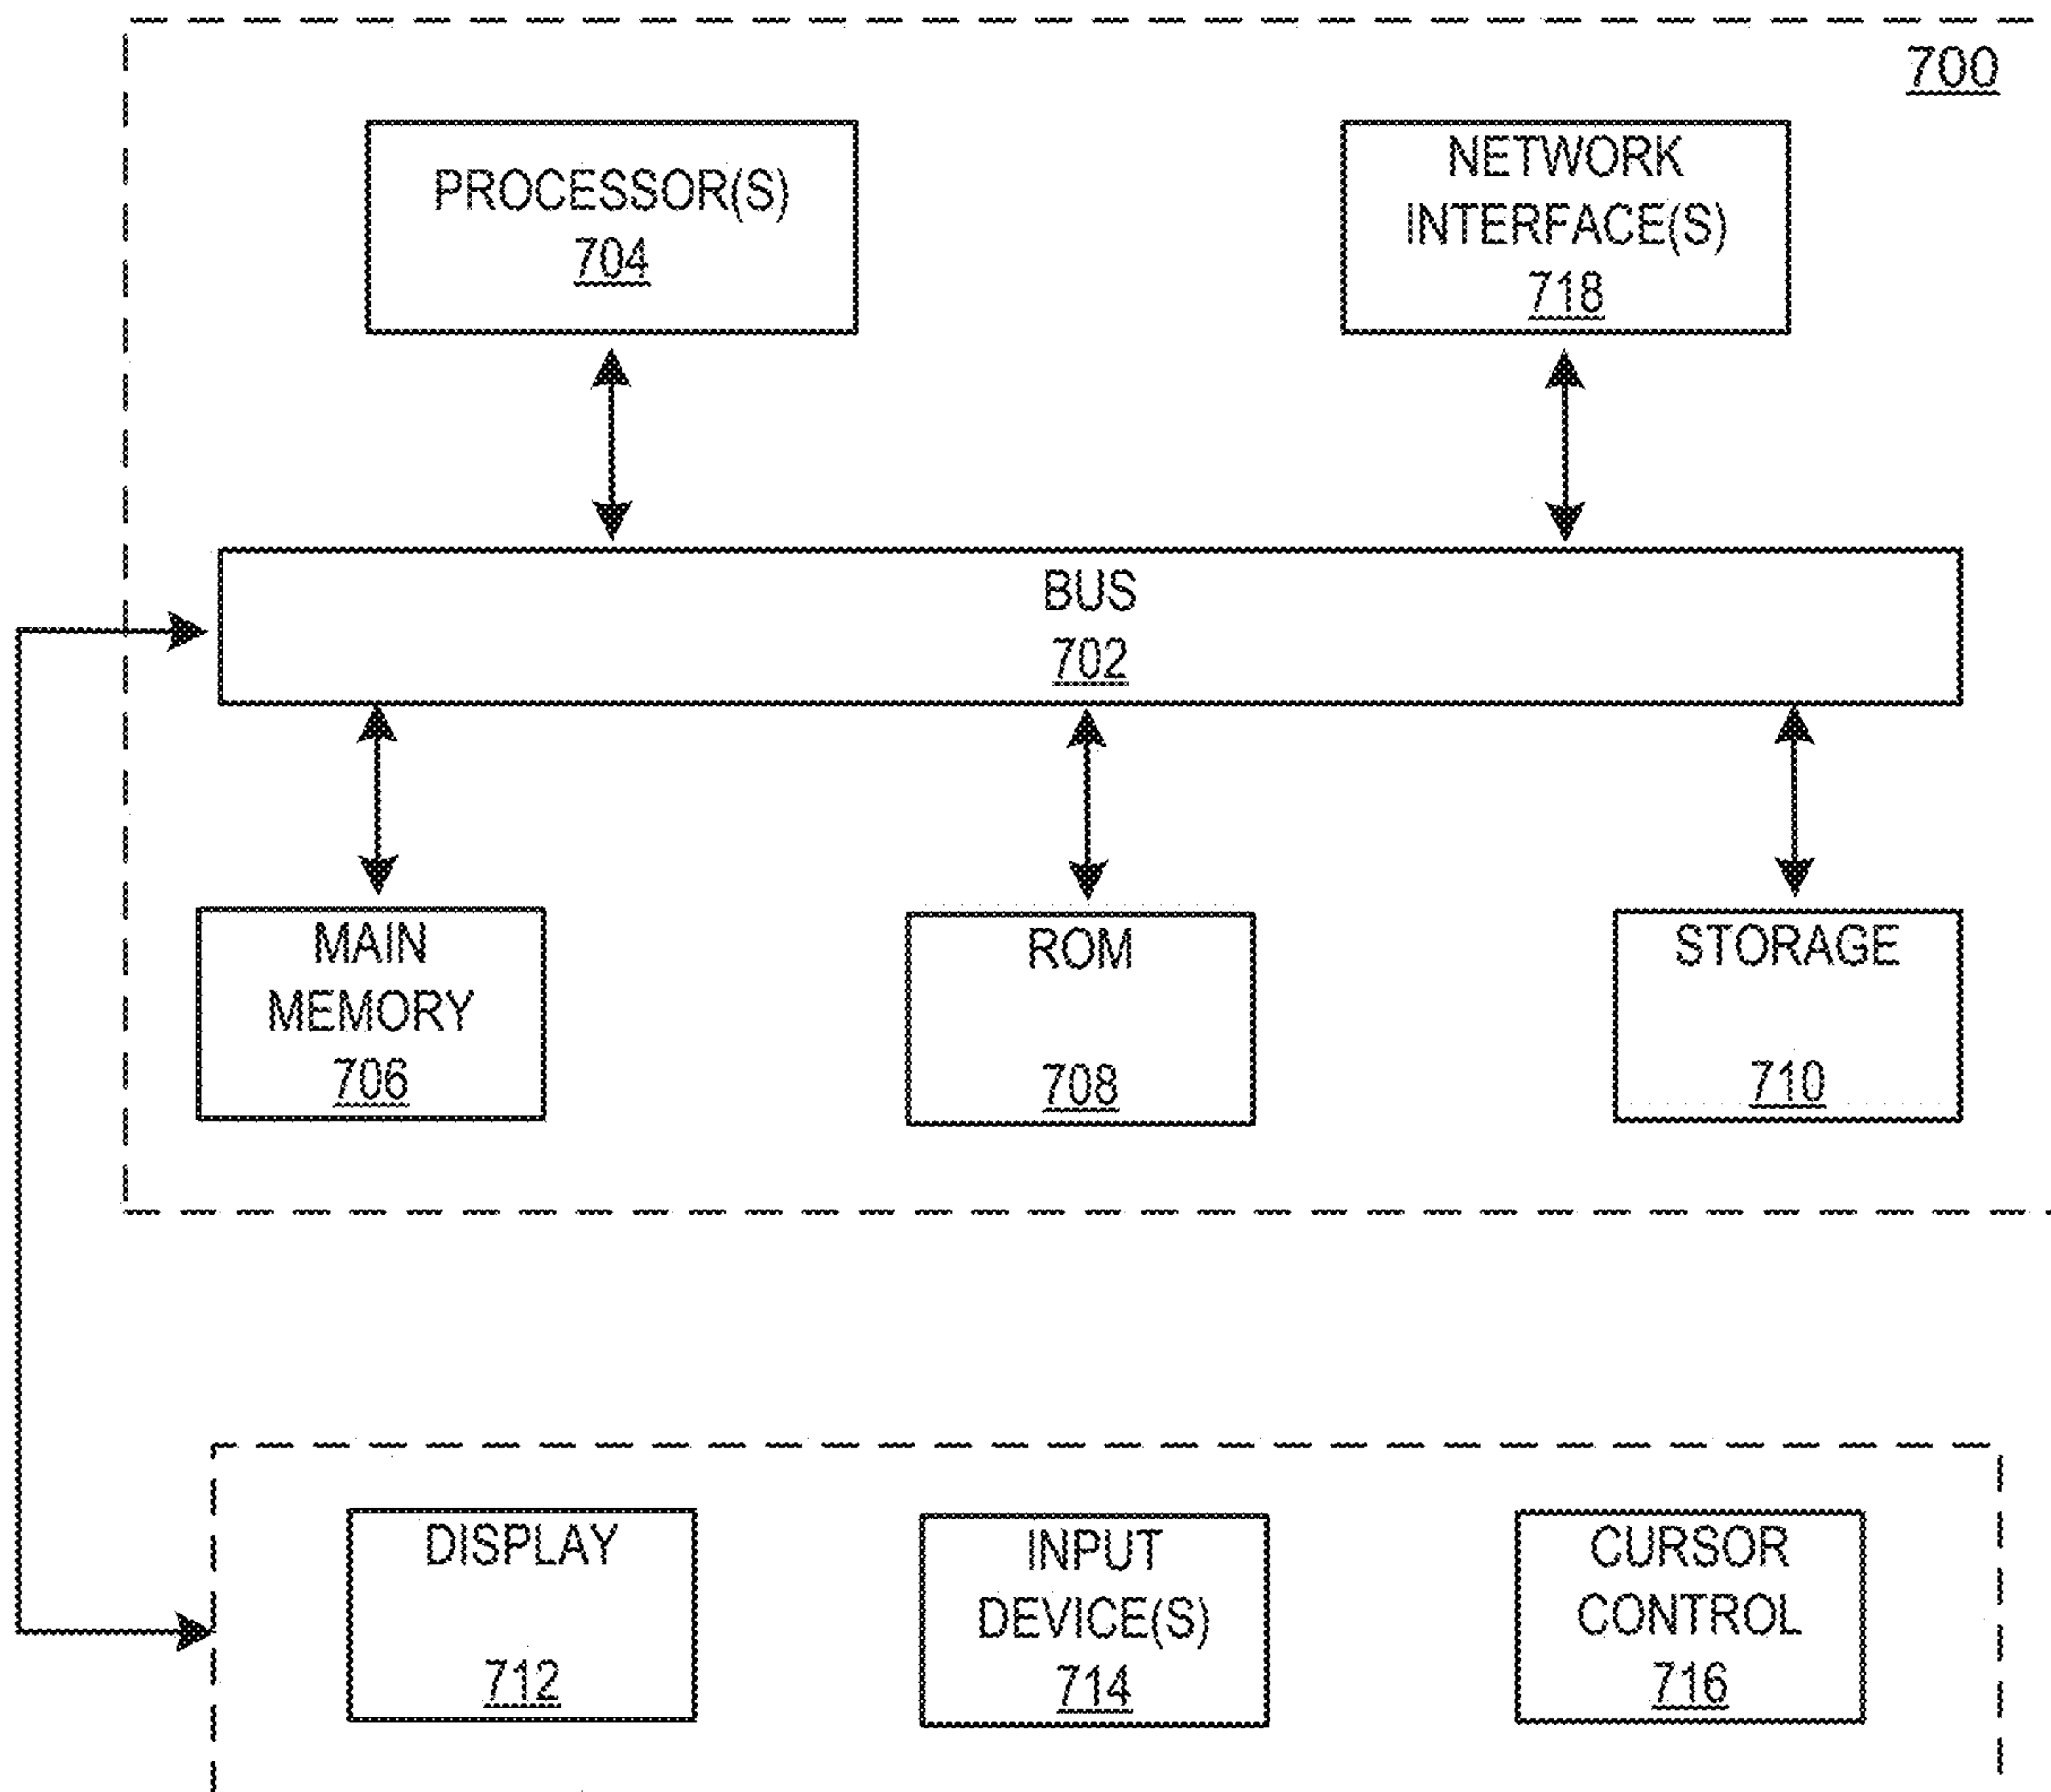 700
PROCESSOR(S)
704
NETWORK
INTERFACE(S)
718
BUS
702
MAIN
MEMORY
706
ROM
708
STORAGE
710
DISPLAY
712
INPUT
DEVICE(S)
714
CURSOR
CONTROL
716